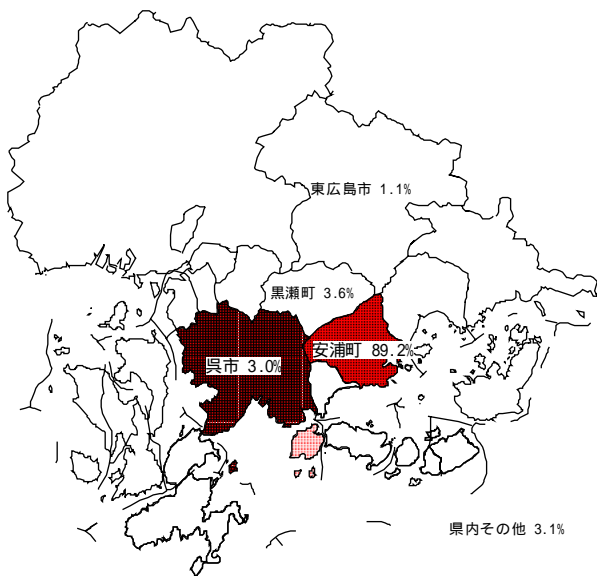 東広島市 1.1%
黒瀬町 3.6%
安浦町 89.2%
呉市 3.0%
県内その他 3.1%